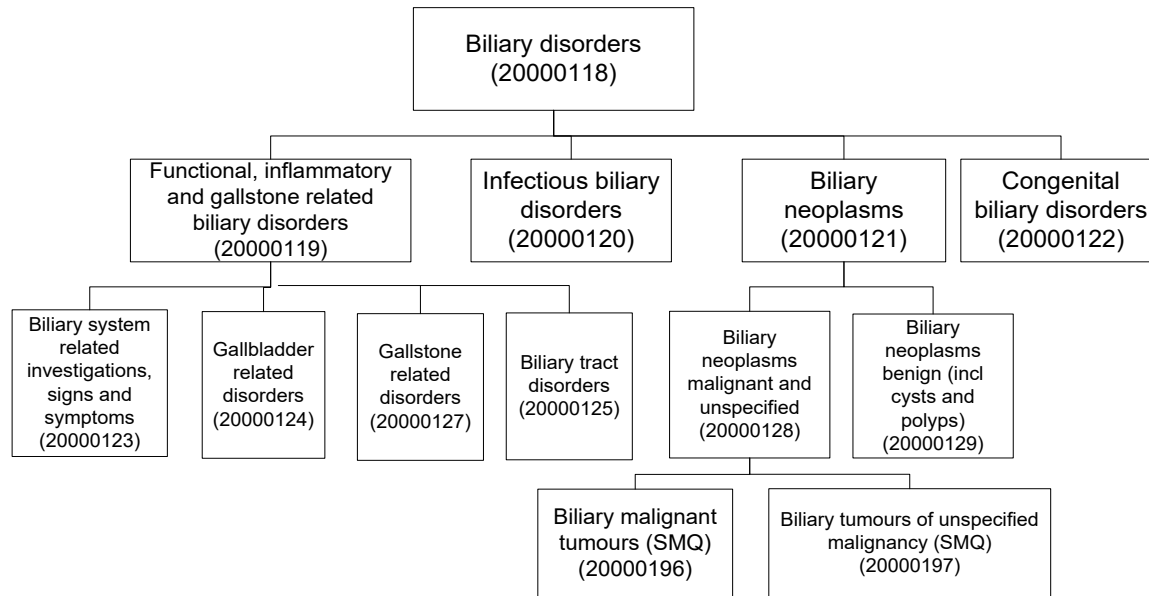 Biliary disorders
(20000118)
Functional, inflammatory
and gallstone related
biliary disorders
(20000119)
Infectious biliary
disorders
(20000120)
Biliary
neoplasms
(20000121)
Congenital
biliary disorders
(20000122)
Biliary system
related
investigations,
signs and
symptoms
(20000123)
Gallbladder
related
disorders
(20000124)
Gallstone
related
disorders
(20000127)
Biliary tract
disorders
(20000125)
Biliary
neoplasms
malignant and
unspecified
(20000128)
Biliary
neoplasms
benign (incl
cysts and
polyps)
(20000129)
Biliary malignant
tumours (SMQ)
(20000196)
Biliary tumours of unspecified
malignancy (SMQ)
(20000197)